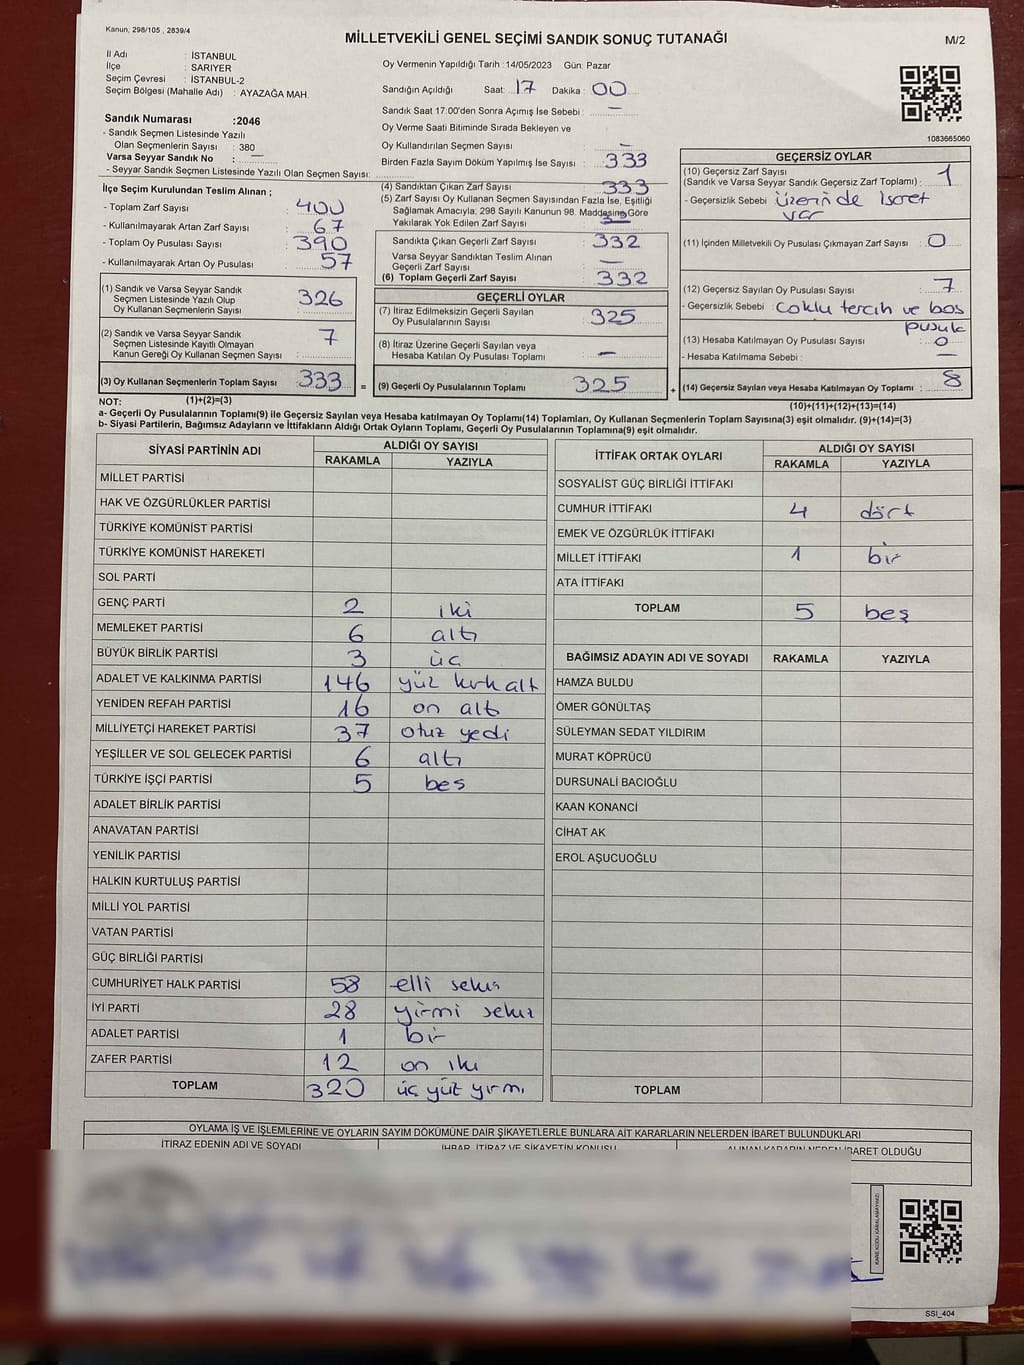 Kanun; 298/105 , 2839/4
MİLLETVEKİLİ GENEL SEÇİMİ SANDIK SONUÇ TUTANAĞI
M/2
İl Adı : İSTANBUL
İlçe : SARIYER
Seçim Çevresi : İSTANBUL-2
Seçim Bölgesi (Mahalle Adı) : AYAZAĞA MAH.
Oy Vermenin Yapıldığı Tarih :14/05/2023 Gün: Pazar
Sandığın Açıldığı Saat: 17 Dakika: 00
Sandık Saat 17:00'den Sonra Açımış İse Sebebi : —
Oy Verme Saati Bitiminde Sırada Bekleyen ve
Oy Kullandırılan Seçmen Sayısı : —
Birden Fazla Sayım Döküm Yapılmış İse Sayısı : 333
1083665060
Sandık Numarası :2046
- Sandık Seçmen Listesinde Yazılı
Olan Seçmenlerin Sayısı : 380
Varsa Seyyar Sandık No : —
- Seyyar Sandık Seçmen Listesinde Yazılı Olan Seçmen Sayısı:
İlçe Seçim Kurulundan Teslim Alınan ;
- Toplam Zarf Sayısı : 400
- Kullanılmayarak Artan Zarf Sayısı : 67
- Toplam Oy Pusulası Sayısı : 390
- Kullanılmayarak Artan Oy Pusulası : 57
(1) Sandık ve Varsa Seyyar Sandık
Seçmen Listesinde Yazılı Olup
Oy Kullanan Seçmenlerin Sayısı : 326
(2) Sandık ve Varsa Seyyar Sandık
Seçmen Listesinde Kayıtlı Olmayan
Kanun Gereği Oy Kullanan Seçmen Sayısı : 7
(3) Oy Kullanan Seçmenlerin Toplam Sayısı : 333 =
(4) Sandıktan Çıkan Zarf Sayısı : 333
(5) Zarf Sayısı Oy Kullanan Seçmen Sayısından Fazla İse, Eşitliği
Sağlamak Amacıyla, 298 Sayılı Kanunun 98. Maddesine Göre
Yakılarak Yok Edilen Zarf Sayısı :
Sandıkta Çıkan Geçerli Zarf Sayısı : 332
Varsa Seyyar Sandıktan Teslim Alınan
Geçerli Zarf Sayısı : —
(6) Toplam Geçerli Zarf Sayısı : 332
GEÇERLİ OYLAR
(7) İtiraz Edilmeksizin Geçerli Sayılan
Oy Pusulalarının Sayısı : 325
(8) İtiraz Üzerine Geçerli Sayılan veya
Hesaba Katılan Oy Pusulası Toplamı : —
(9) Geçerli Oy Pusulalarının Toplamı : 325 +
GEÇERSİZ OYLAR
(10) Geçersiz Zarf Sayısı
(Sandık ve Varsa Seyyar Sandık Geçersiz Zarf Toplamı) : 1
- Geçersizlik Sebebi : üzerinde işaret
var
(11) İçinden Milletvekili Oy Pusulası Çıkmayan Zarf Sayısı : 0
(12) Geçersiz Sayılan Oy Pusulası Sayısı : 7
- Geçersizlik Sebebi : Çoklu tercih ve boş
pusula
(13) Hesaba Katılmayan Oy Pusulası Sayısı : 0
- Hesaba Katılmama Sebebi : —
(14) Geçersiz Sayılan veya Hesaba Katılmayan Oy Toplamı : 8
NOT: (1)+(2)=(3)
(10)+(11)+(12)+(13)=(14)
a- Geçerli Oy Pusulalarının Toplamı(9) ile Geçersiz Sayılan veya Hesaba katılmayan Oy Toplamı(14) Toplamları, Oy Kullanan Seçmenlerin Toplam Sayısına(3) eşit olmalıdır. (9)+(14)=(3)
b- Siyasi Partilerin, Bağımsız Adayların ve İttifakların Aldığı Ortak Oyların Toplamı, Geçerli Oy Pusulalarının Toplamına(9) eşit olmalıdır.
SİYASİ PARTİNİN ADI ALDIĞI OY SAYISI
RAKAMLA YAZIYLA
MİLLET PARTİSİ
HAK VE ÖZGÜRLÜKLER PARTİSİ
TÜRKİYE KOMÜNİST PARTİSİ
TÜRKİYE KOMÜNİST HAREKETİ
SOL PARTİ
GENÇ PARTİ 2 iki
MEMLEKET PARTİSİ 6 altı
BÜYÜK BİRLİK PARTİSİ 3 üç
ADALET VE KALKINMA PARTİSİ 146 yüz kırk altı
YENİDEN REFAH PARTİSİ 16 on altı
MİLLİYETÇİ HAREKET PARTİSİ 37 otuz yedi
YEŞİLLER VE SOL GELECEK PARTİSİ 6 altı
TÜRKİYE İŞÇİ PARTİSİ 5 beş
ADALET BİRLİK PARTİSİ
ANAVATAN PARTİSİ
YENİLİK PARTİSİ
HALKIN KURTULUŞ PARTİSİ
MİLLİ YOL PARTİSİ
VATAN PARTİSİ
GÜÇ BİRLİĞİ PARTİSİ
CUMHURİYET HALK PARTİSİ 58 elli sekiz
İYİ PARTİ 28 yirmi sekiz
ADALET PARTİSİ 1 bir
ZAFER PARTİSİ 12 on iki
TOPLAM 320 üç yüz yirmi
İTTİFAK ORTAK OYLARI ALDIĞI OY SAYISI
RAKAMLA YAZIYLA
SOSYALİST GÜÇ BİRLİĞİ İTTİFAKI
CUMHUR İTTİFAKI 4 dört
EMEK VE ÖZGÜRLÜK İTTİFAKI
MİLLET İTTİFAKI 1 bir
ATA İTTİFAKI
TOPLAM 5 beş
BAĞIMSIZ ADAYIN ADI VE SOYADI RAKAMLA YAZIYLA
HAMZA BULDU
ÖMER GÖNÜLTAŞ
SÜLEYMAN SEDAT YILDIRIM
MURAT KÖPRÜCÜ
DURSUNALİ BACIOĞLU
KAAN KONANCİ
CİHAT AK
EROL AŞUCUOĞLU
TOPLAM
OYLAMA İŞ VE İŞLEMLERİNE VE OYLARIN SAYIM DÖKÜMÜNE DAİR ŞİKAYETLERLE BUNLARA AİT KARARLARIN NELERDEN İBARET BULUNDUKLARI
İTİRAZ EDENİN ADI VE SOYADI İHBAR, İTİRAZ VE ŞİKAYETİN KONUSU ALINAN KARARIN NEDEN İBARET OLDUĞU
KARE KODU KARALAMAYINIZ!
SSİ_404